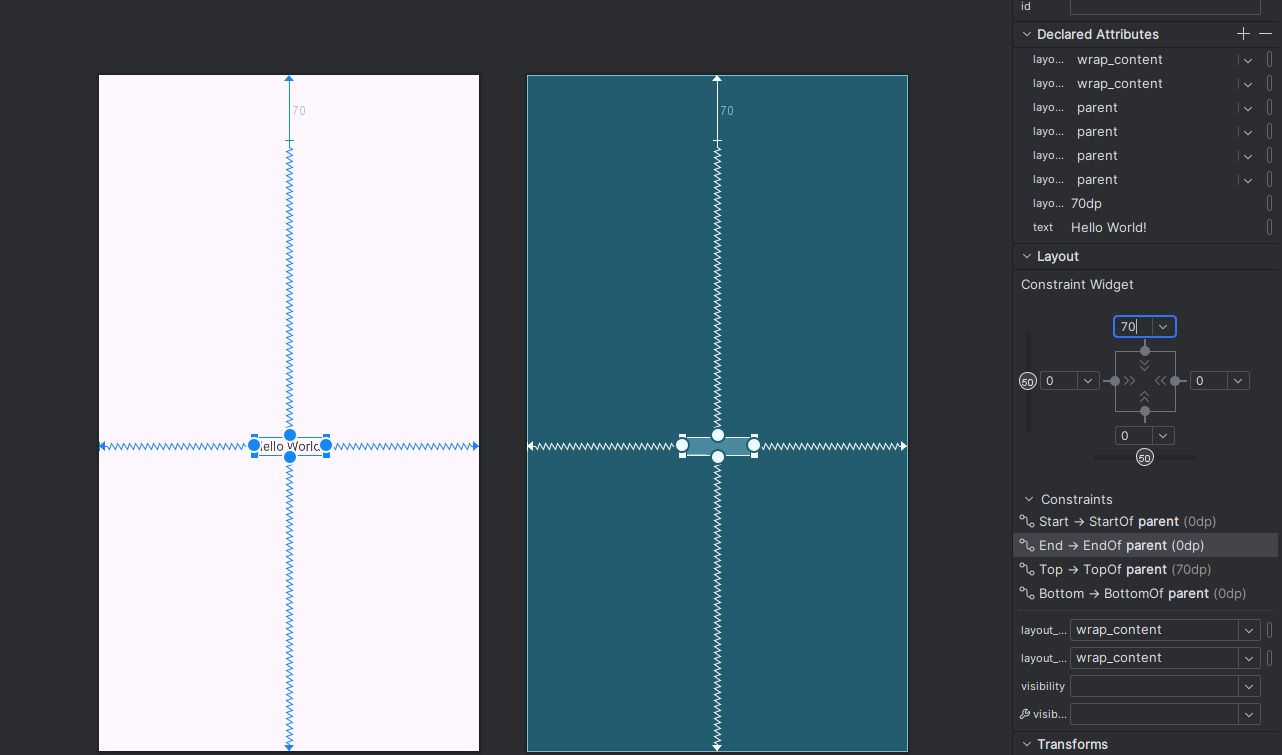 70
ello World
70
id
Declared Attributes
layo... wrap_content
layo... wrap_content
layo... parent
layo... parent
layo... parent
layo... parent
layo... 70dp
text Hello World!
Layout
Constraint Widget
70
50 0 0
0
50
Constraints
Start → StartOf parent (0dp)
End → EndOf parent (0dp)
Top → TopOf parent (70dp)
Bottom → BottomOf parent (0dp)
layout_... wrap_content
layout_... wrap_content
visibility
visib...
Transforms